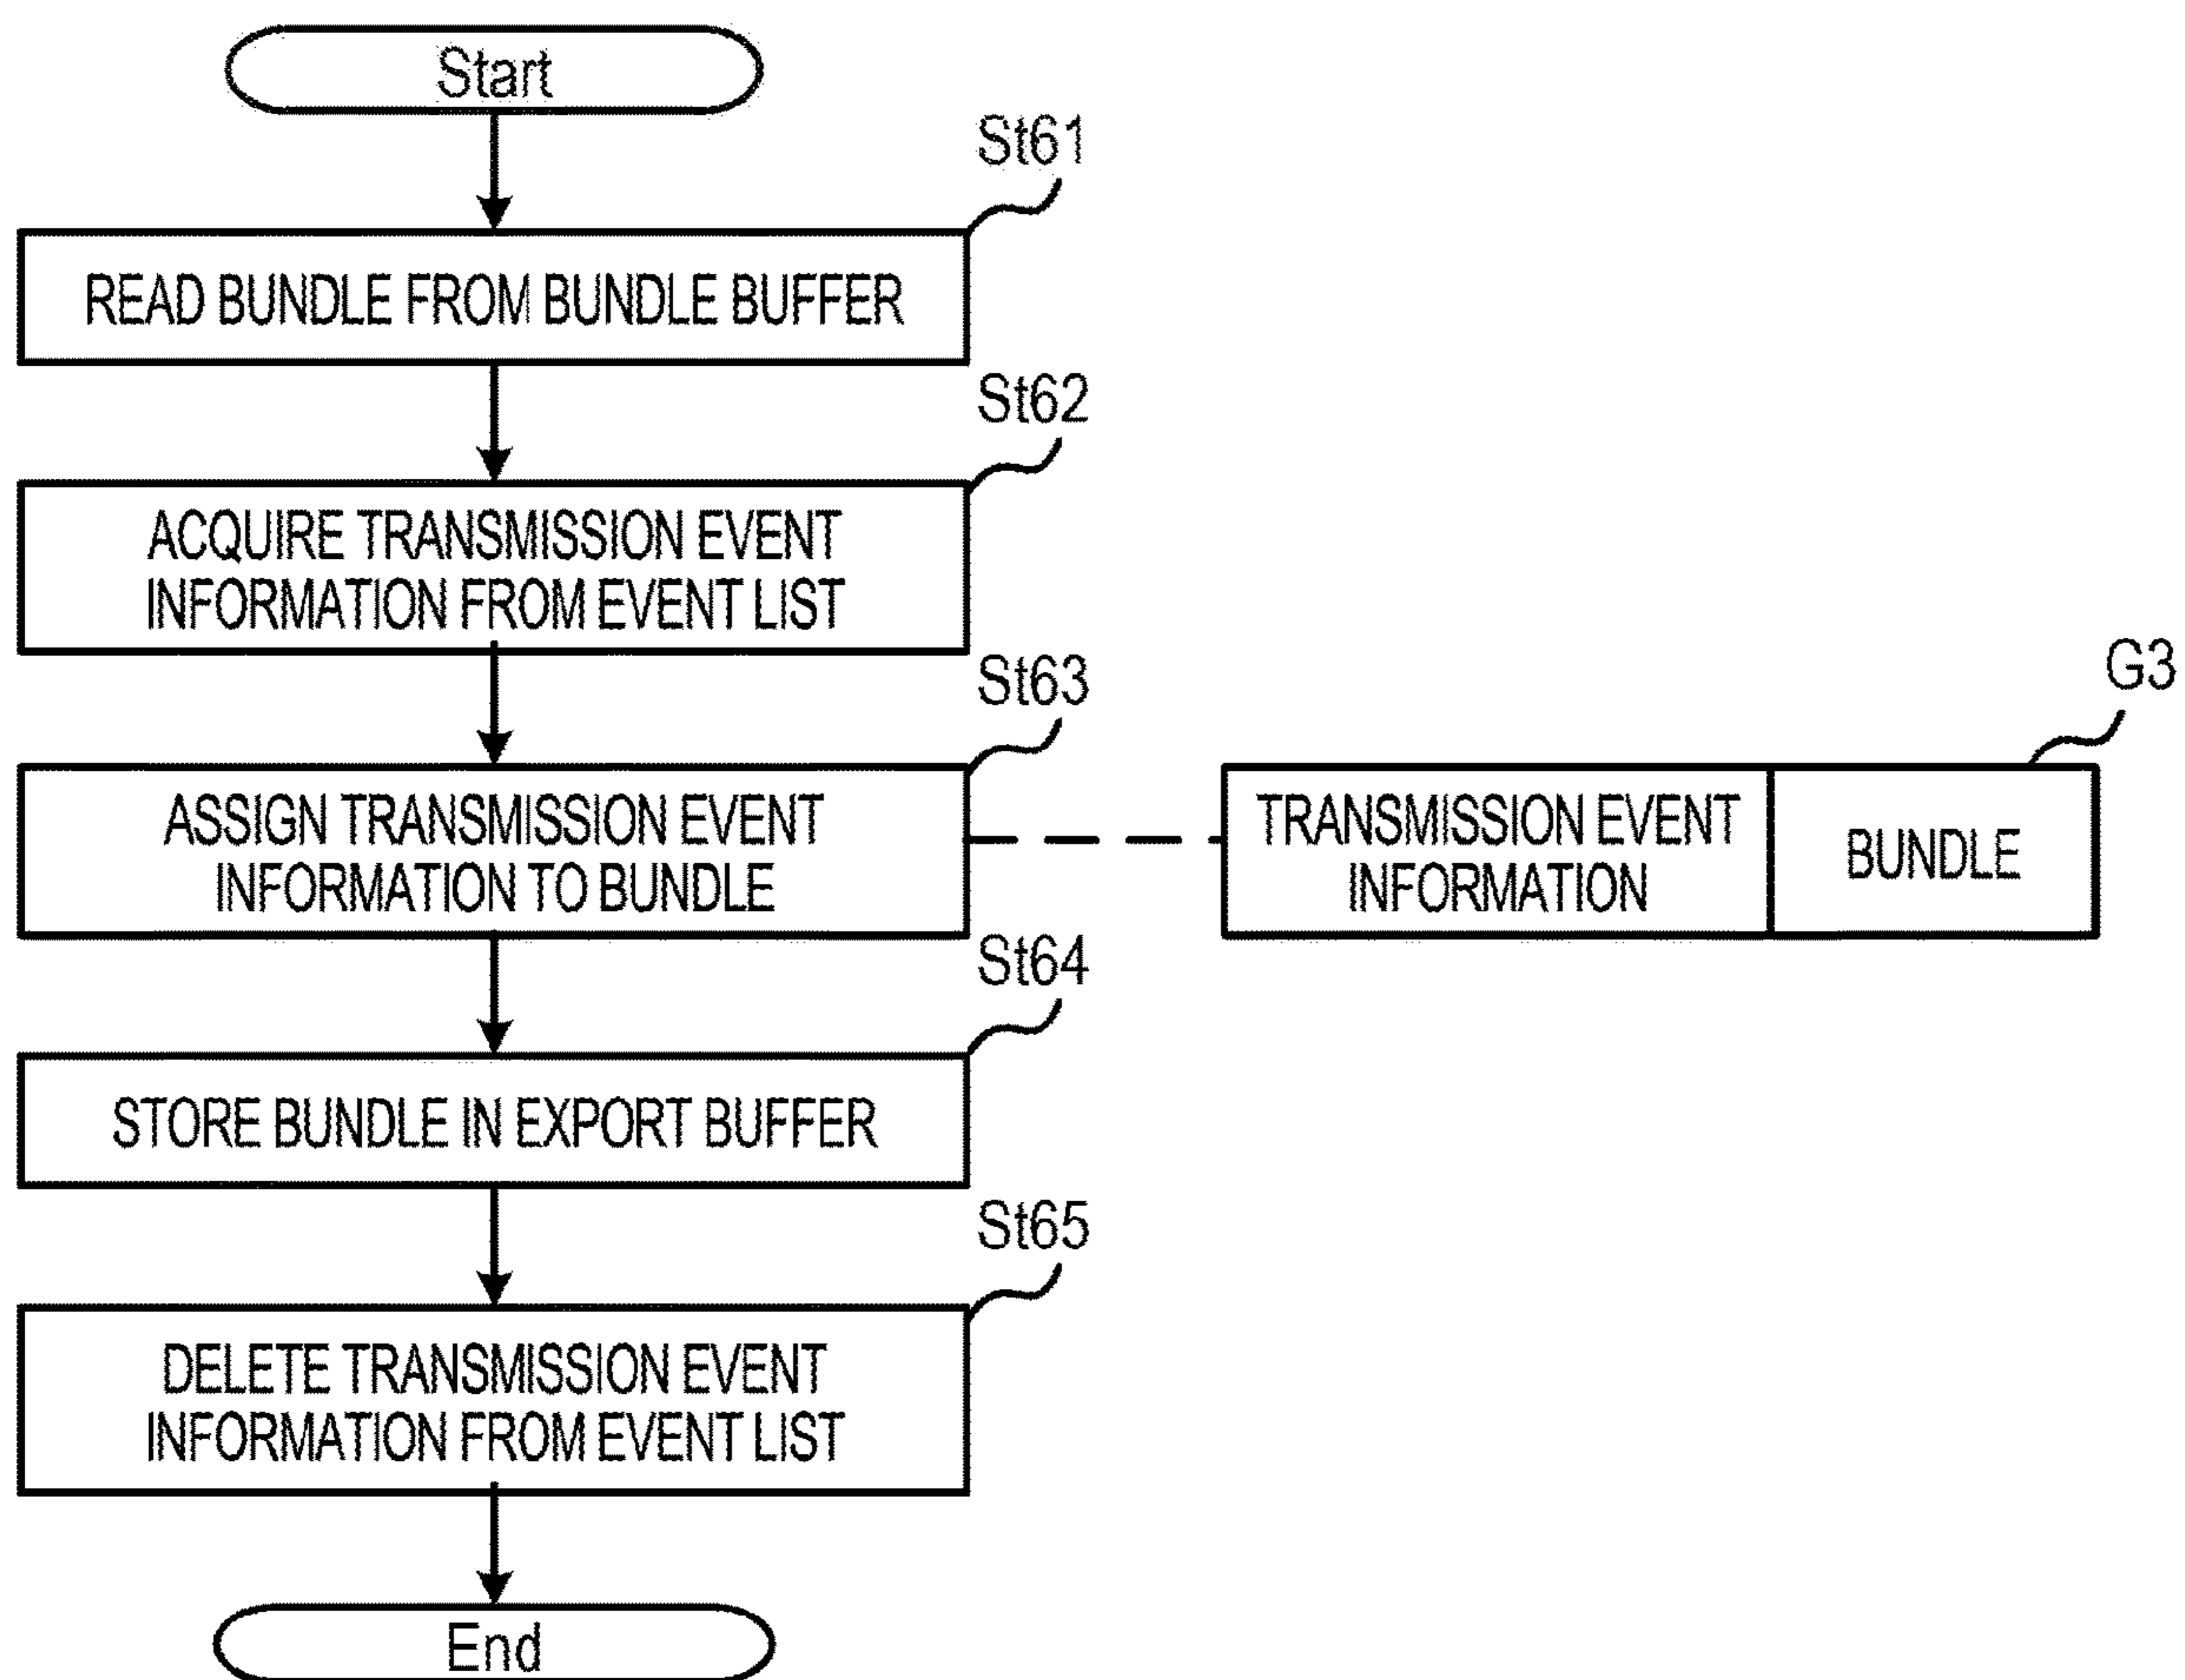 Start
St61
READ BUNDLE FROM BUNDLE BUFFER
St62
ACQUIRE TRANSMISSION EVENT
INFORMATION FROM EVENT LIST
St63
ASSIGN TRANSMISSION EVENT
INFORMATION TO BUNDLE
G3
TRANSMISSION EVENT
INFORMATION
BUNDLE
St64
STORE BUNDLE IN EXPORT BUFFER
St65
DELETE TRANSMISSION EVENT
INFORMATION FROM EVENT LIST
End